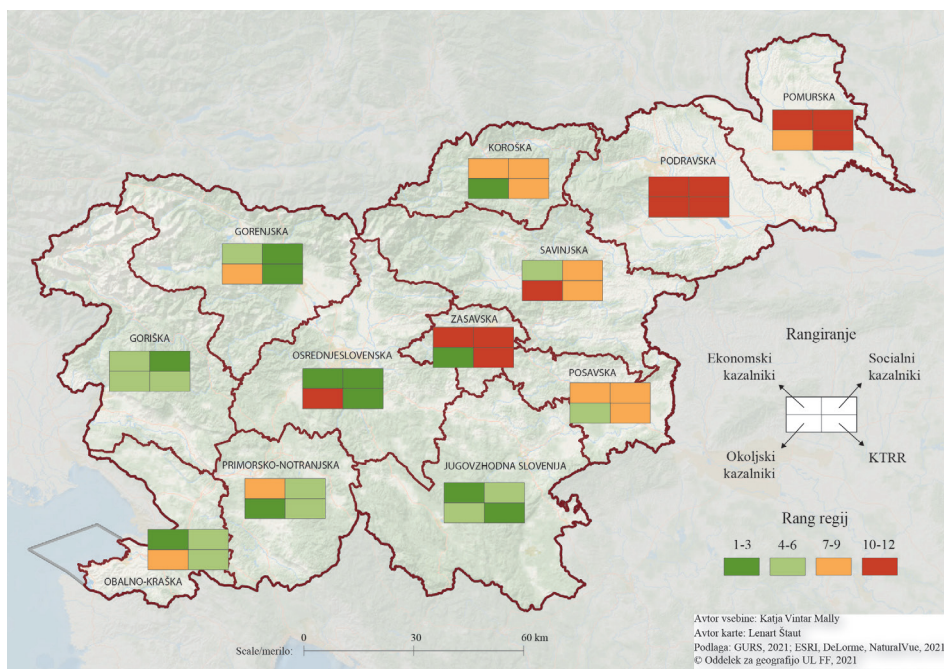 POMURSKA
KOROŠKA
PODRAVSKA
GORENJSKA
SAVINJSKA
ZASAVSKA
GORIŠKA
OSREDNJESLOVENSKA
POSAVSKA
PRIMORSKO-NOTRANJSKA
JUGOVZHODNA SLOVENIJA
OBALNO-KRAŠKA
Rangiranje
Ekonomski
kazalniki
Socialni
kazalniki
Okoljski
kazalniki
KTRR
Rang regij
1-3
4-6
7-9
10-12
0
30
60 km
Scale/merilo:
Avtor vsebine: Katja Vintar Mally
Avtor karte: Lenart Štaut
Podlaga: GURS, 2021; ESRI, DeLorme, NaturalVue, 2021
© Oddelek za geografijo UL FF, 2021